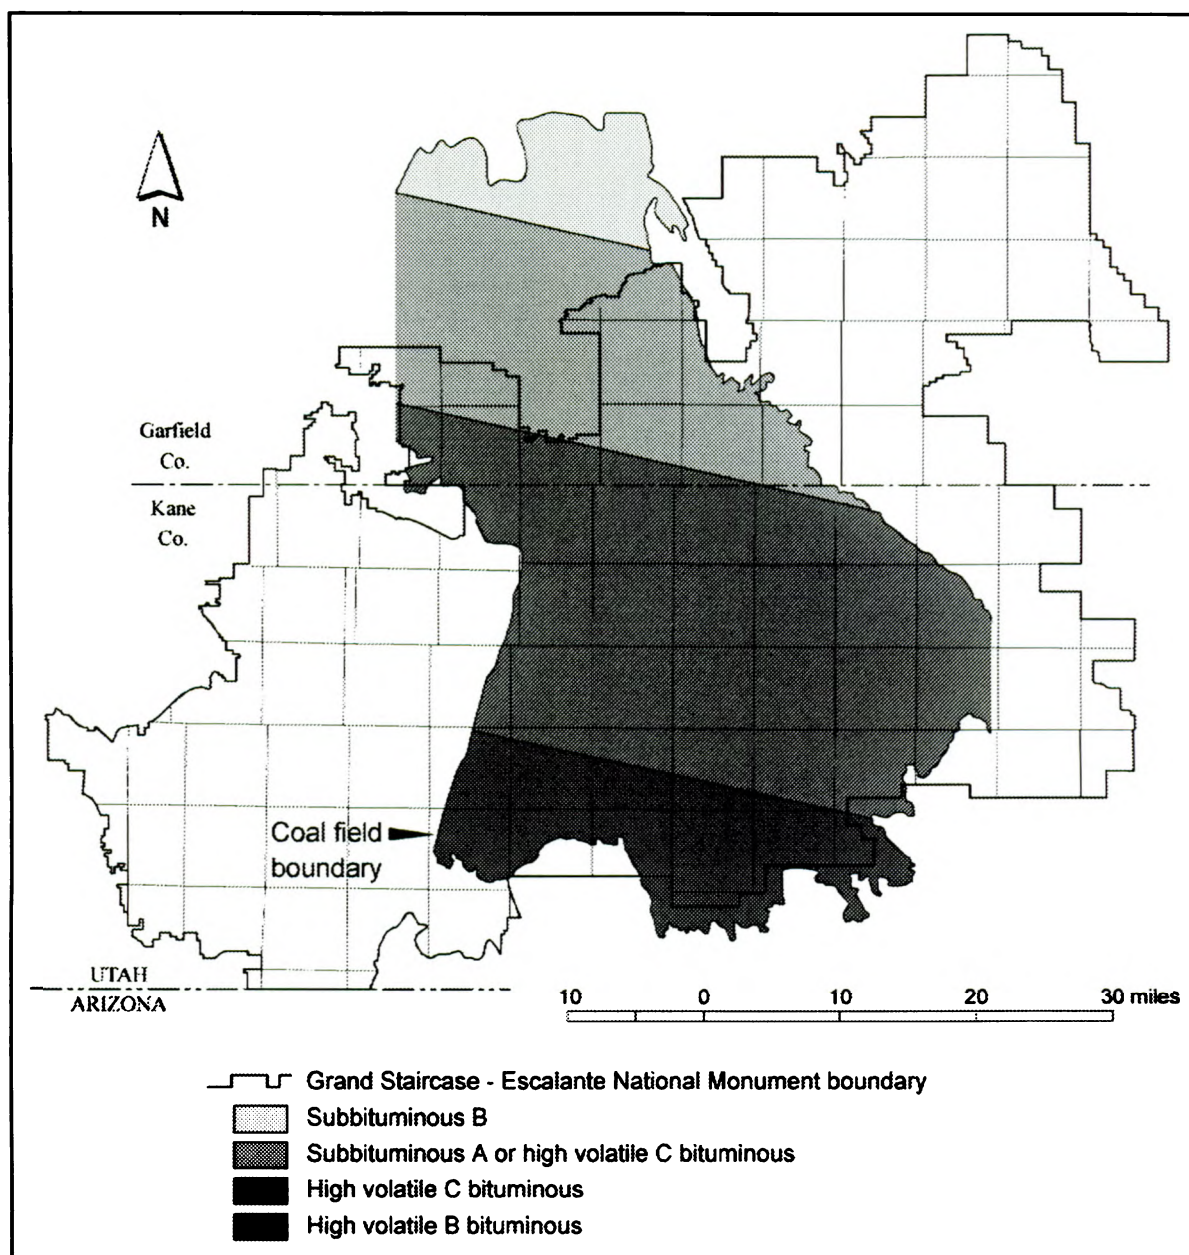 N
Garfield
Co.
Kane
Co.
Coal field
boundary
UTAH
ARIZONA
10 0 10 20 30 miles
Grand Staircase - Escalante National Monument boundary
Subbituminous B
Subbituminous A or high volatile C bituminous
High volatile C bituminous
High volatile B bituminous